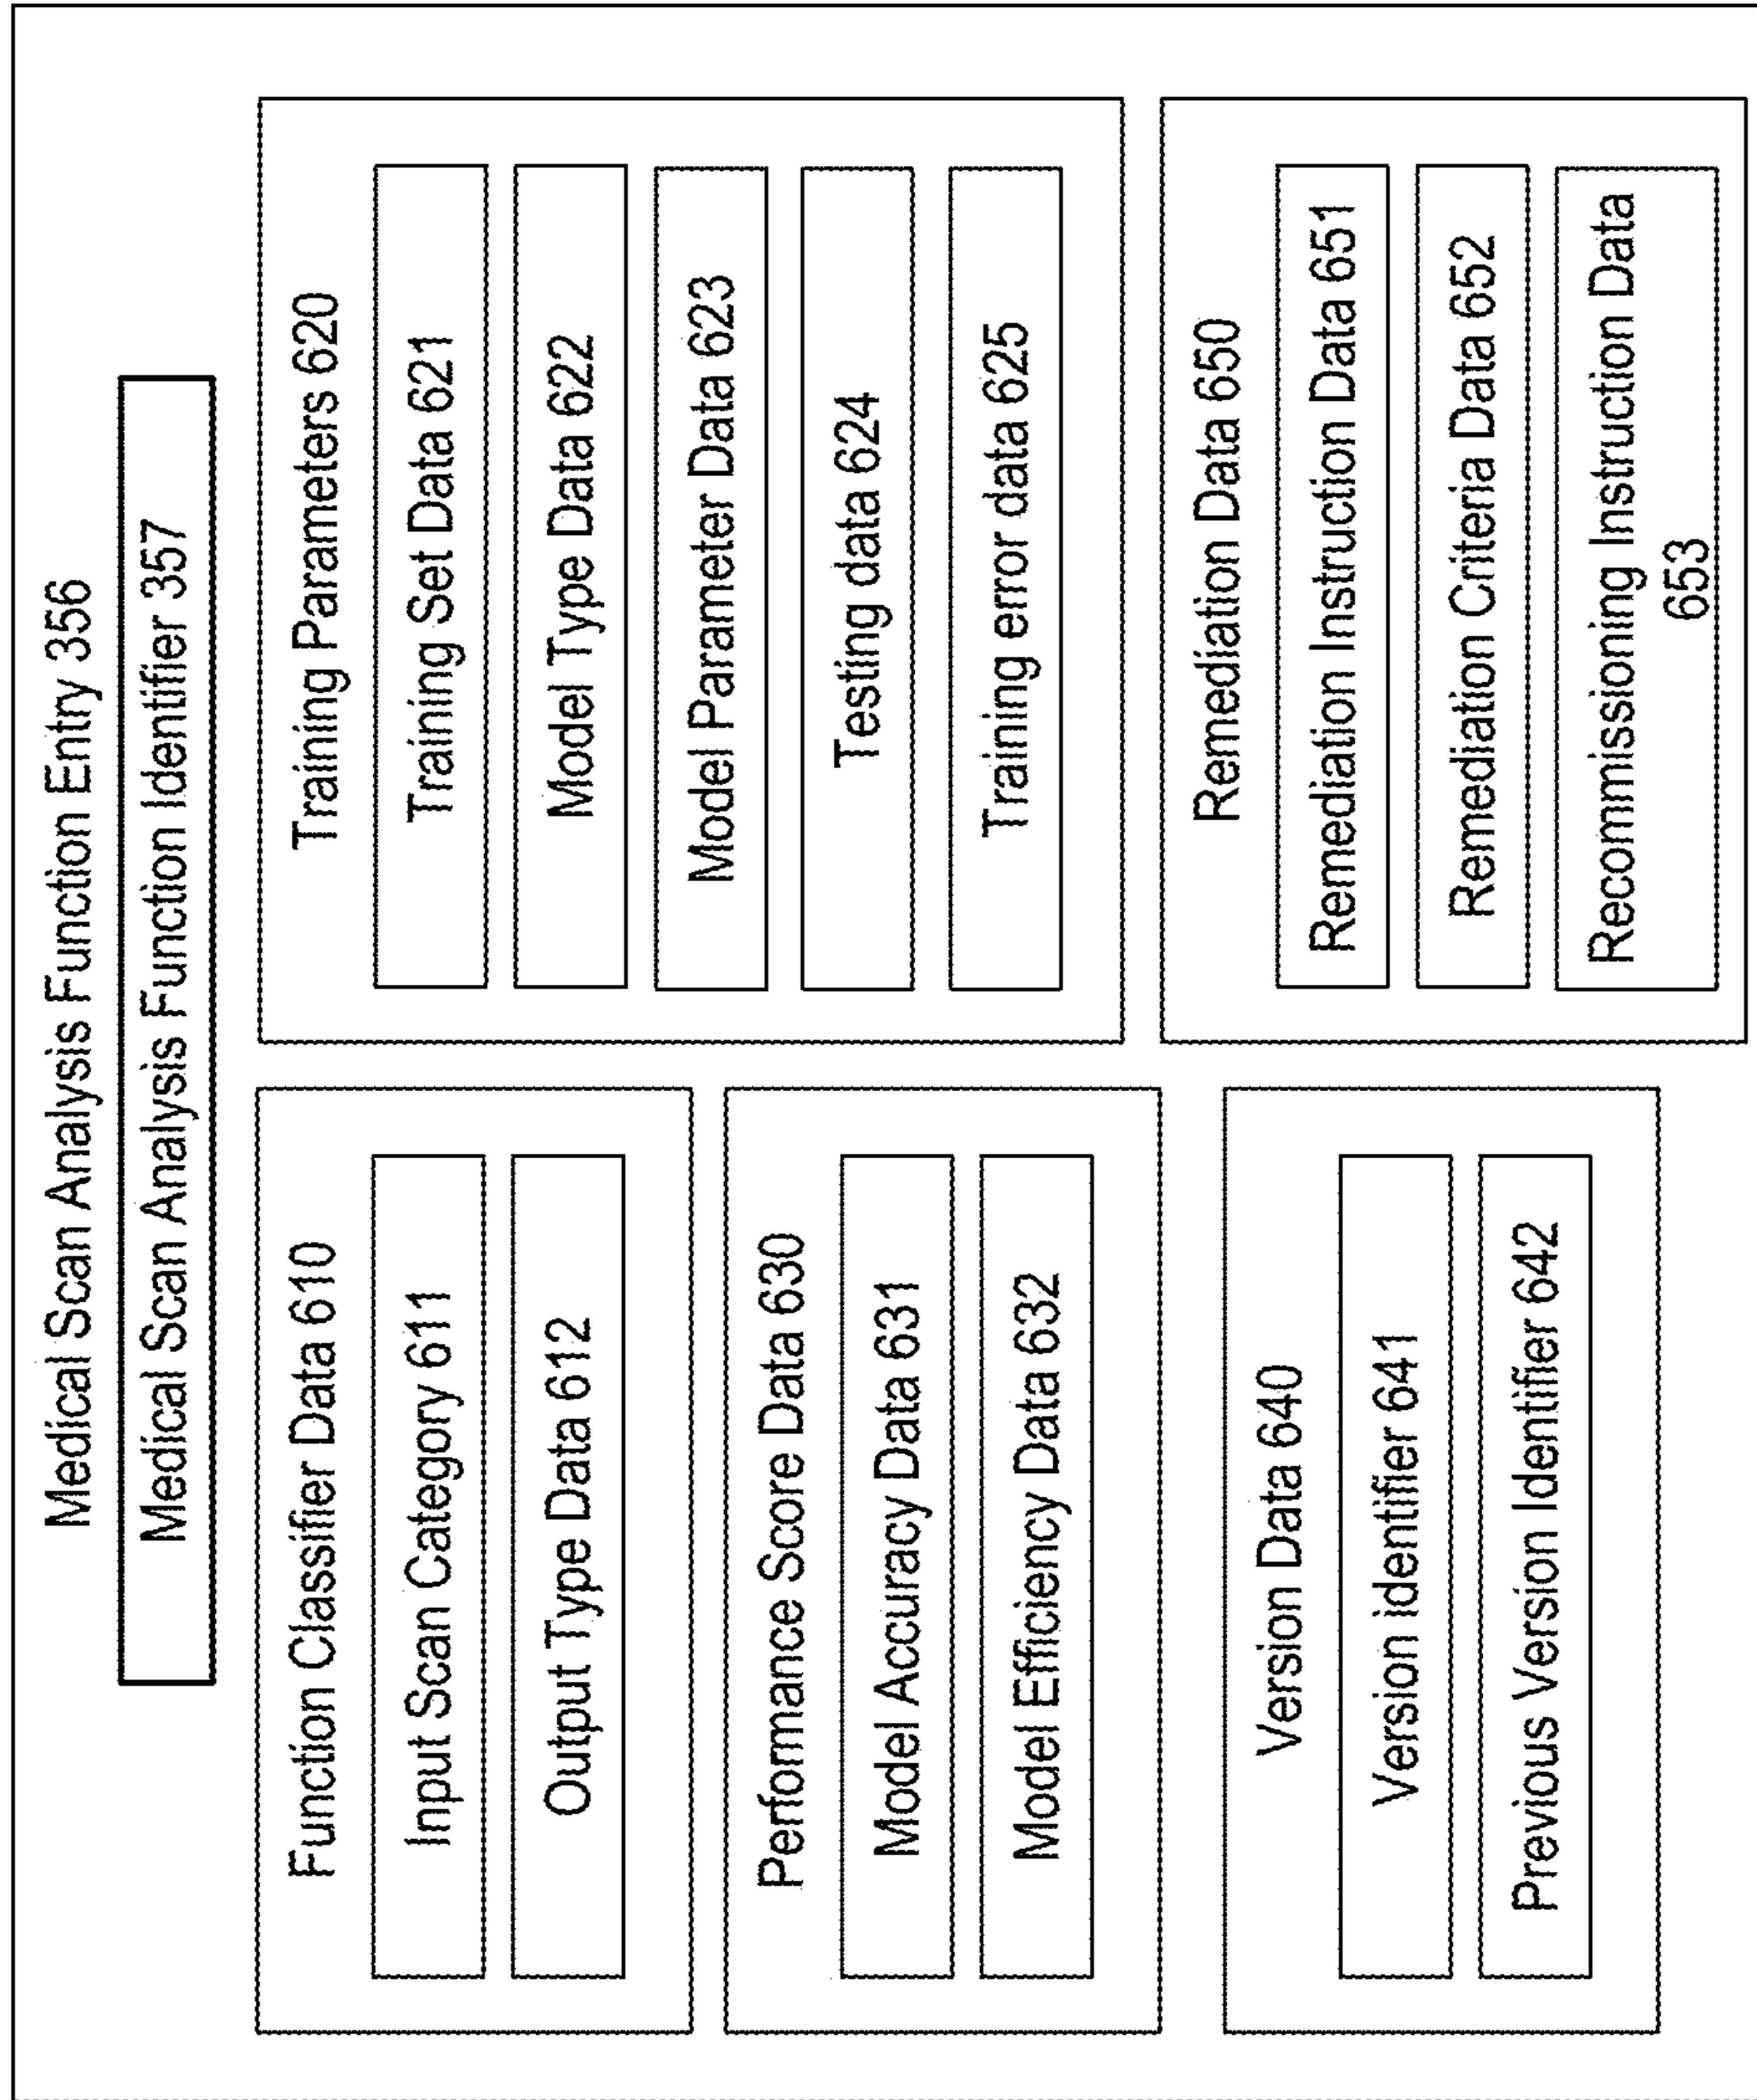 Medical Scan Analysis Function Entry 356
Medical Scan Analysis Function Identifier 357
Function Classifier Data 610
Input Scan Category 611
Output Type Data 612
Performance Score Data 630
Model Accuracy Data 631
Model Efficiency Data 632
Version Data 640
Version identifier 641
Previous Version Identifier 642
Training Parameters 620
Training Set Data 621
Model Type Data 622
Model Parameter Data 623
Testing data 624
Training error data 625
Remediation Data 650
Remediation Instruction Data 651
Remediation Criteria Data 652
Recommissioning Instruction Data
653